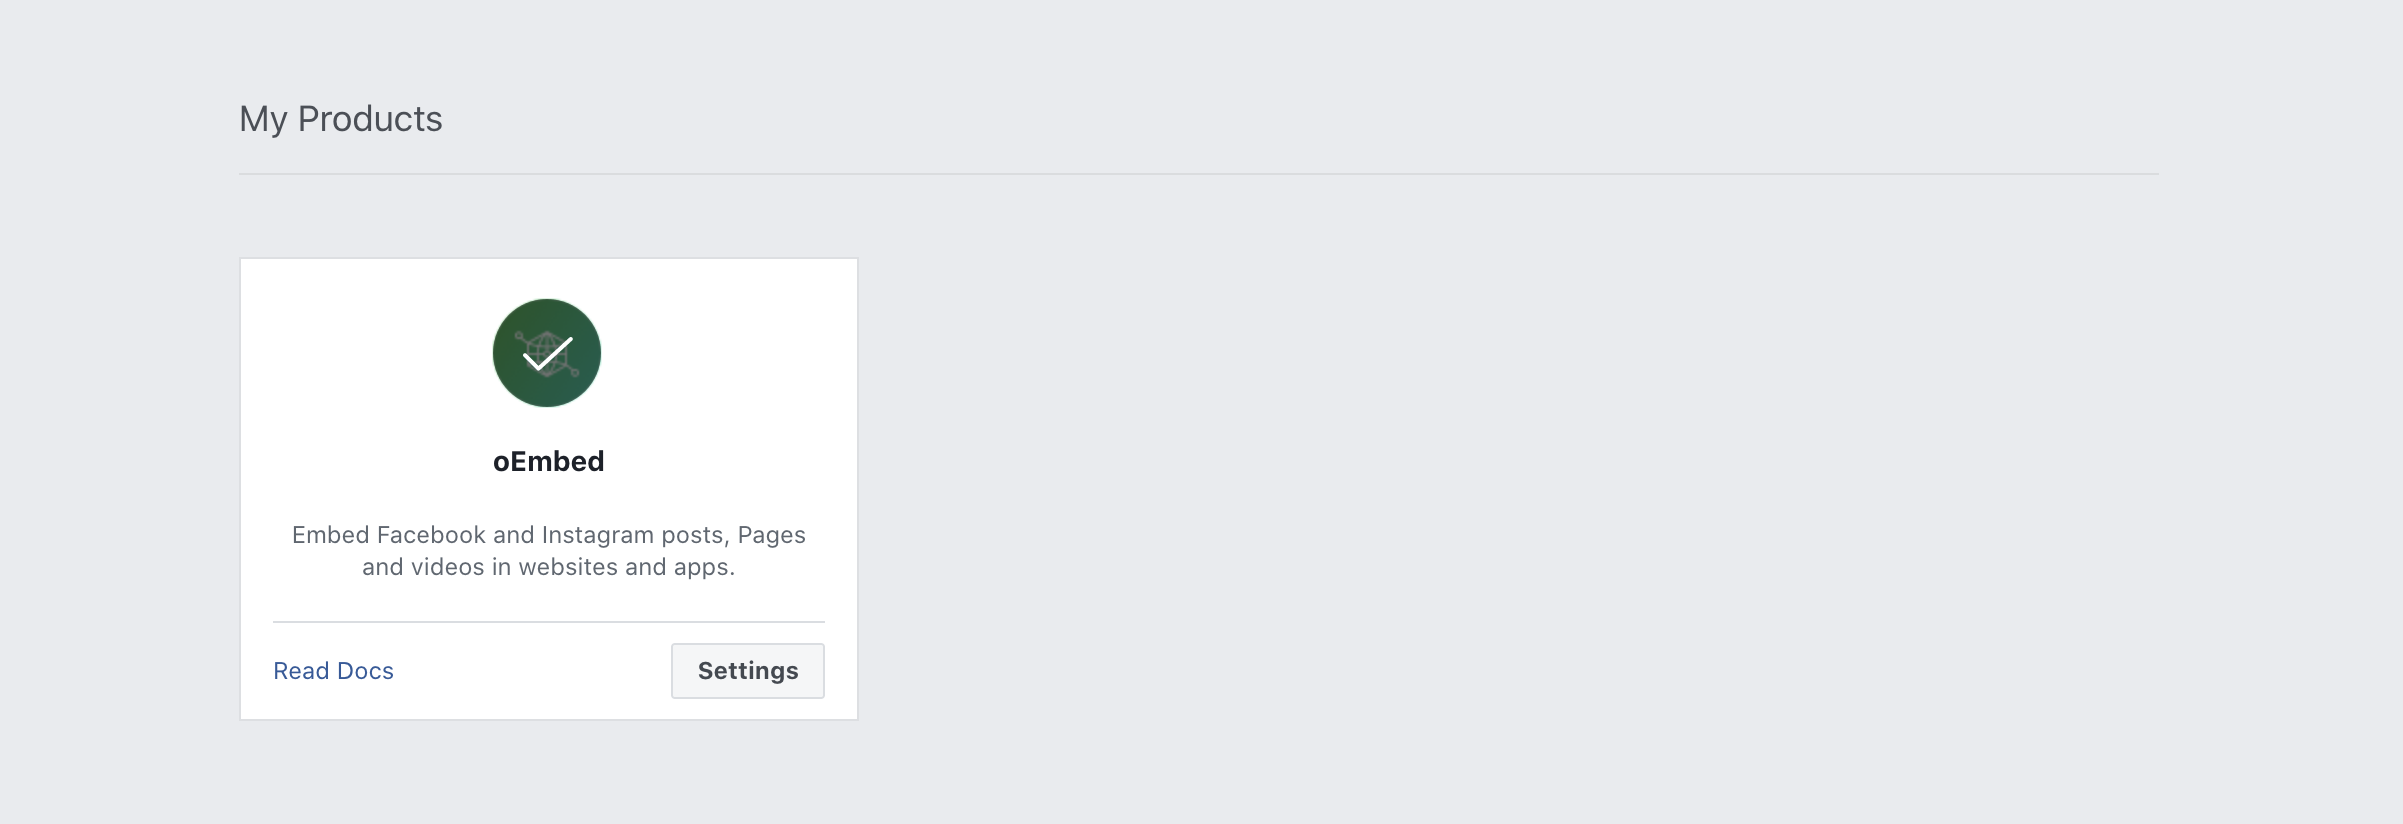 My Products
oEmbed
Embed Facebook and Instagram posts, Pages
and videos in websites and apps.
Read Docs
Settings